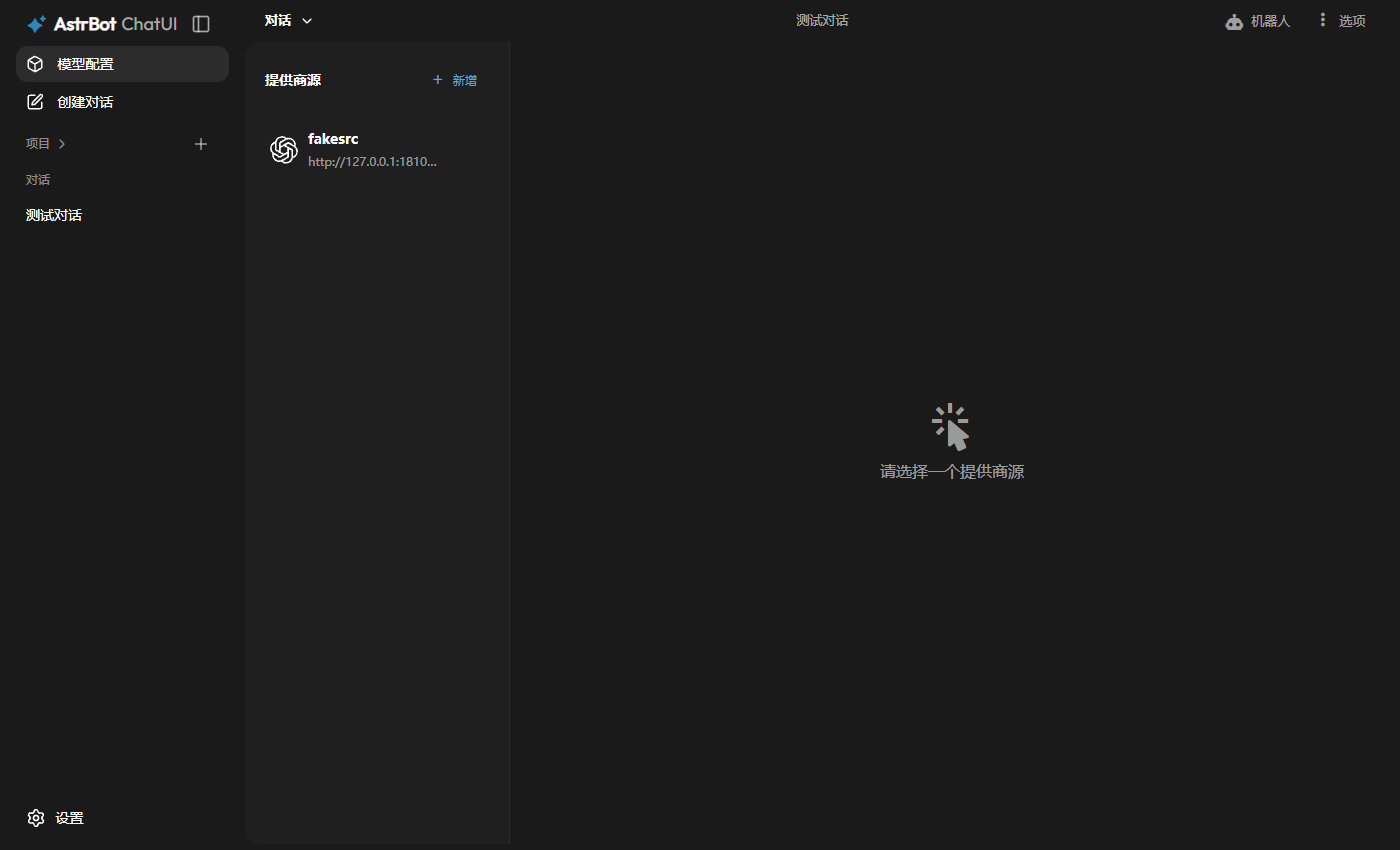 AstrBot ChatUI
模型配置
创建对话
项目
对话
测试对话
设置
对话
测试对话
机器人
选项
提供商源
+ 新增
fakesrc
http://127.0.0.1:1810...
请选择一个提供商源